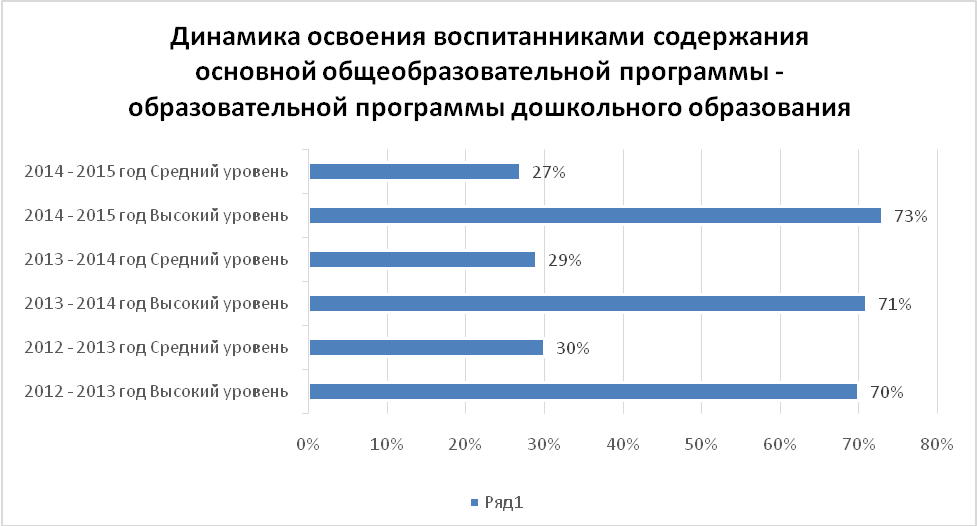 Динамика освоения воспитанниками содержания
основной общеобразовательной программы -
образовательной программы дошкольного образования
2014 - 2015 год Средний уровень
27%
2014 - 2015 год Высокий уровень
73%
2013 - 2014 год Средний уровень
29%
2013 - 2014 год Высокий уровень
71%
2012 - 2013 год Средний уровень
30%
2012 - 2013 год Высокий уровень
70%
0% 10% 20% 30% 40% 50% 60% 70% 80%
Ряд1